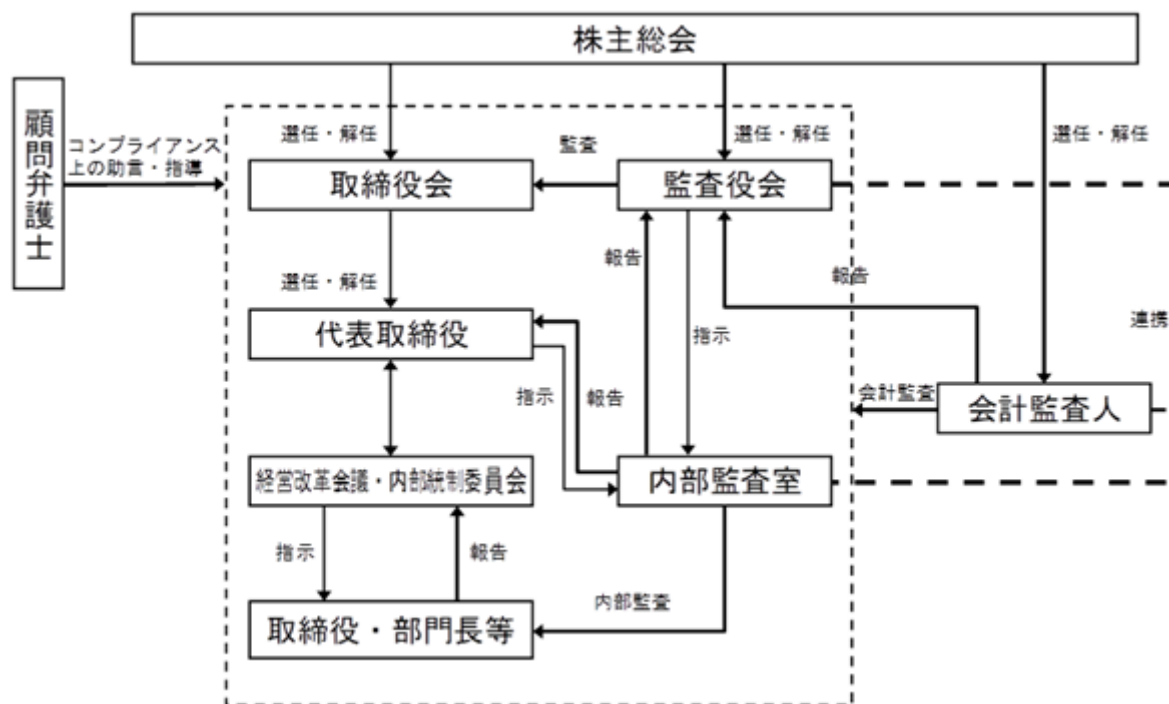 株主総会
顧問弁護士
コンプライアンス
上の助言・指導
選任・解任
監査
選任・解任
選任・解任
取締役会
監査役会
報告
報告
選任・解任
指示
連携
代表取締役
指示
報告
会計監査
会計監査人
経営改革会議・内部統制委員会
内部監査室
指示
報告
内部監査
取締役・部門長等